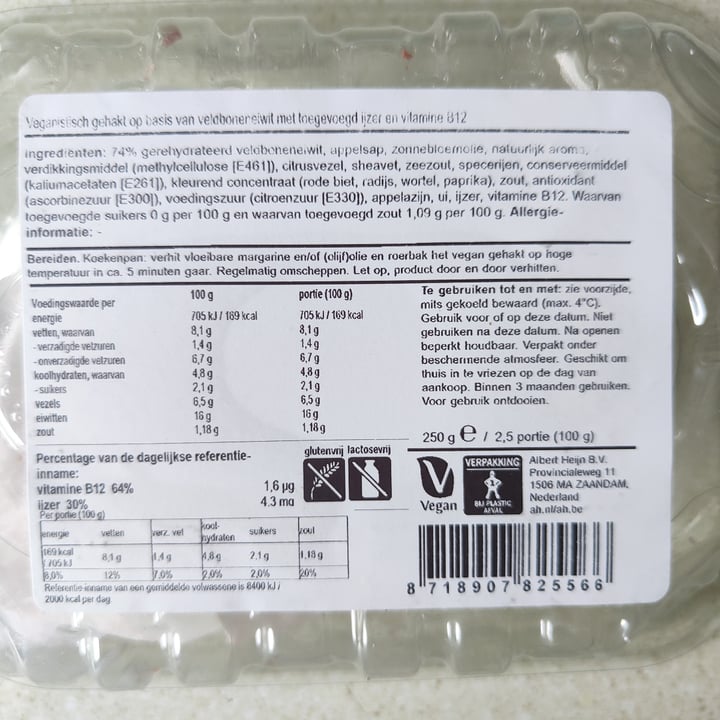 Veganistisch gehakt op basis van veldboneneiwit met toegevoegd ijzer en vitamine B12
Ingrediënten: 74% gerehydrateerd veldboneneiwit, appelsap, zonnebloemolie, natuurlijk aroma,
verdikkingsmiddel (methylcellulose [E461]), citrusvezel, sheavet, zeezout, specerijen, conserveermiddel
(kaliumacetaten [E261]), kleurend concentraat (rode biet, radijs, wortel, paprika), zout, antioxidant
(ascorbinezuur [E300]), voedingszuur (citroenzuur [E330]), appelazijn, ui, ijzer, vitamine B12. Waarvan
toegevoegde suikers 0 g per 100 g en waarvan toegevoegd zout 1,09 g per 100 g. Allergie-
informatie: -
Bereiden. Koekenpan: verhit vloeibare margarine en/of (olijf)olie en roerbak het vegan gehakt op hoge
temperatuur in ca. 5 minuten gaar. Regelmatig omscheppen. Let op, product door en door verhitten.
Voedingswaarde per 100 g portie (100 g)
energie 705 kJ / 169 kcal 705 kJ / 169 kcal
vetten, waarvan 8,1 g 8,1 g
- verzadigde vetzuren 1,4 g 1,4 g
- onverzadigde vetzuren 6,7 g 6,7 g
koolhydraten, waarvan 4,8 g 4,8 g
- suikers 2,1 g 2,1 g
vezels 6,5 g 6,5 g
eiwitten 16 g 16 g
zout 1,18 g 1,18 g
Te gebruiken tot en met: zie voorzijde,
mits gekoeld bewaard (max. 4°C).
Gebruik voor of op deze datum. Niet
gebruiken na deze datum. Na openen
beperkt houdbaar. Verpakt onder
beschermende atmosfeer. Geschikt om
thuis in te vriezen op de dag van
aankoop. Binnen 3 maanden gebruiken.
Voor gebruik ontdooien.
250 g e / 2,5 portie (100 g)
Percentage van de dagelijkse referentie-
inname:
vitamine B12 64% 1,6 µg
ijzer 30% 4.3 mg
glutenvrij lactosevrij
Per portie (100 g)
energie vetten verz. vet kool-
hydraten suikers zout
169 kcal
/ 705 kJ 8,1 g 1,4 g 4,8 g 2,1 g 1,18 g
8,0% 12% 7,0% 2,0% 2,0% 20%
Referentie-inname van een gemiddelde volwassene is 8400 kJ /
2000 kcal per dag
Vegan
VERPAKKING
BIJ PLASTIC
AFVAL
Albert Heijn B.V.
Provincialeweg 11
1506 MA ZAANDAM,
Nederland
ah.nl/ah.be
8 718907 825566